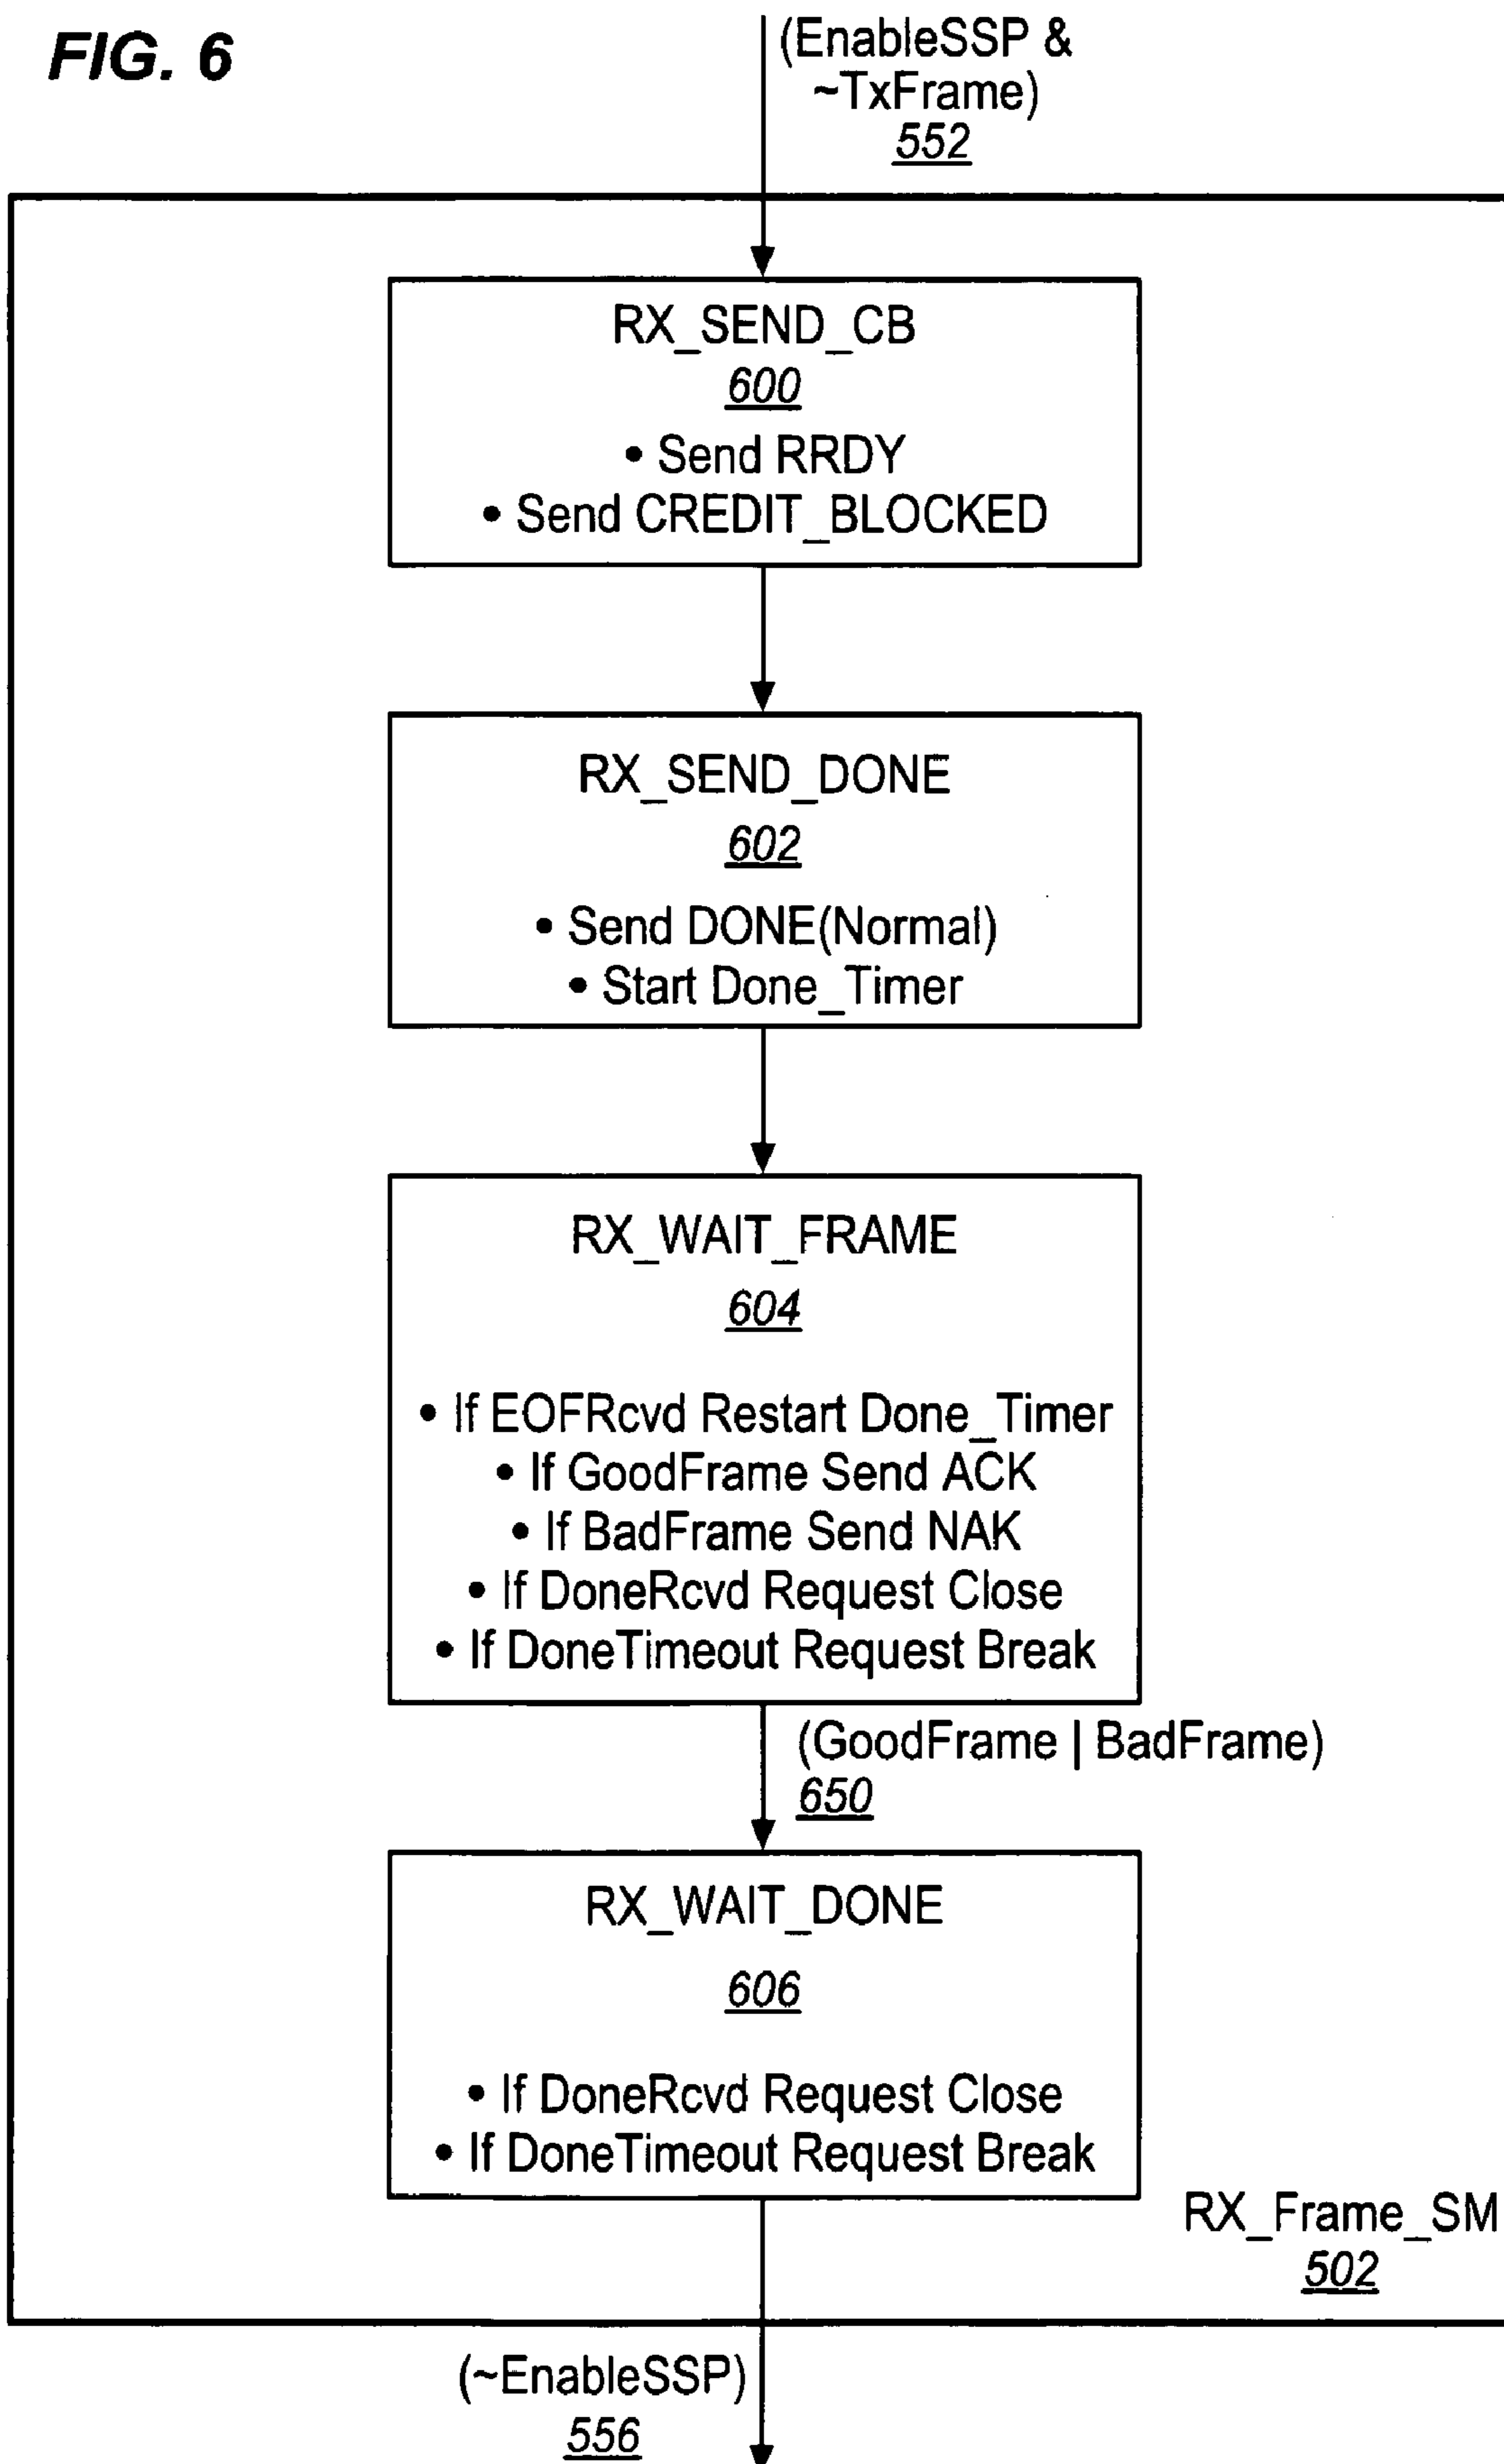 FIG. 6
(EnableSSP &
~TxFrame)
552
RX_SEND_CB
600
• Send RRDY
• Send CREDIT_BLOCKED
RX_SEND_DONE
602
• Send DONE(Normal)
• Start Done_Timer
RX_WAIT_FRAME
604
• If EOFRcvd Restart Done_Timer
• If GoodFrame Send ACK
• If BadFrame Send NAK
• If DoneRcvd Request Close
• If DoneTimeout Request Break
(GoodFrame | BadFrame)
650
RX_WAIT_DONE
606
• If DoneRcvd Request Close
• If DoneTimeout Request Break
RX_Frame_SM
502
(~EnableSSP)
556